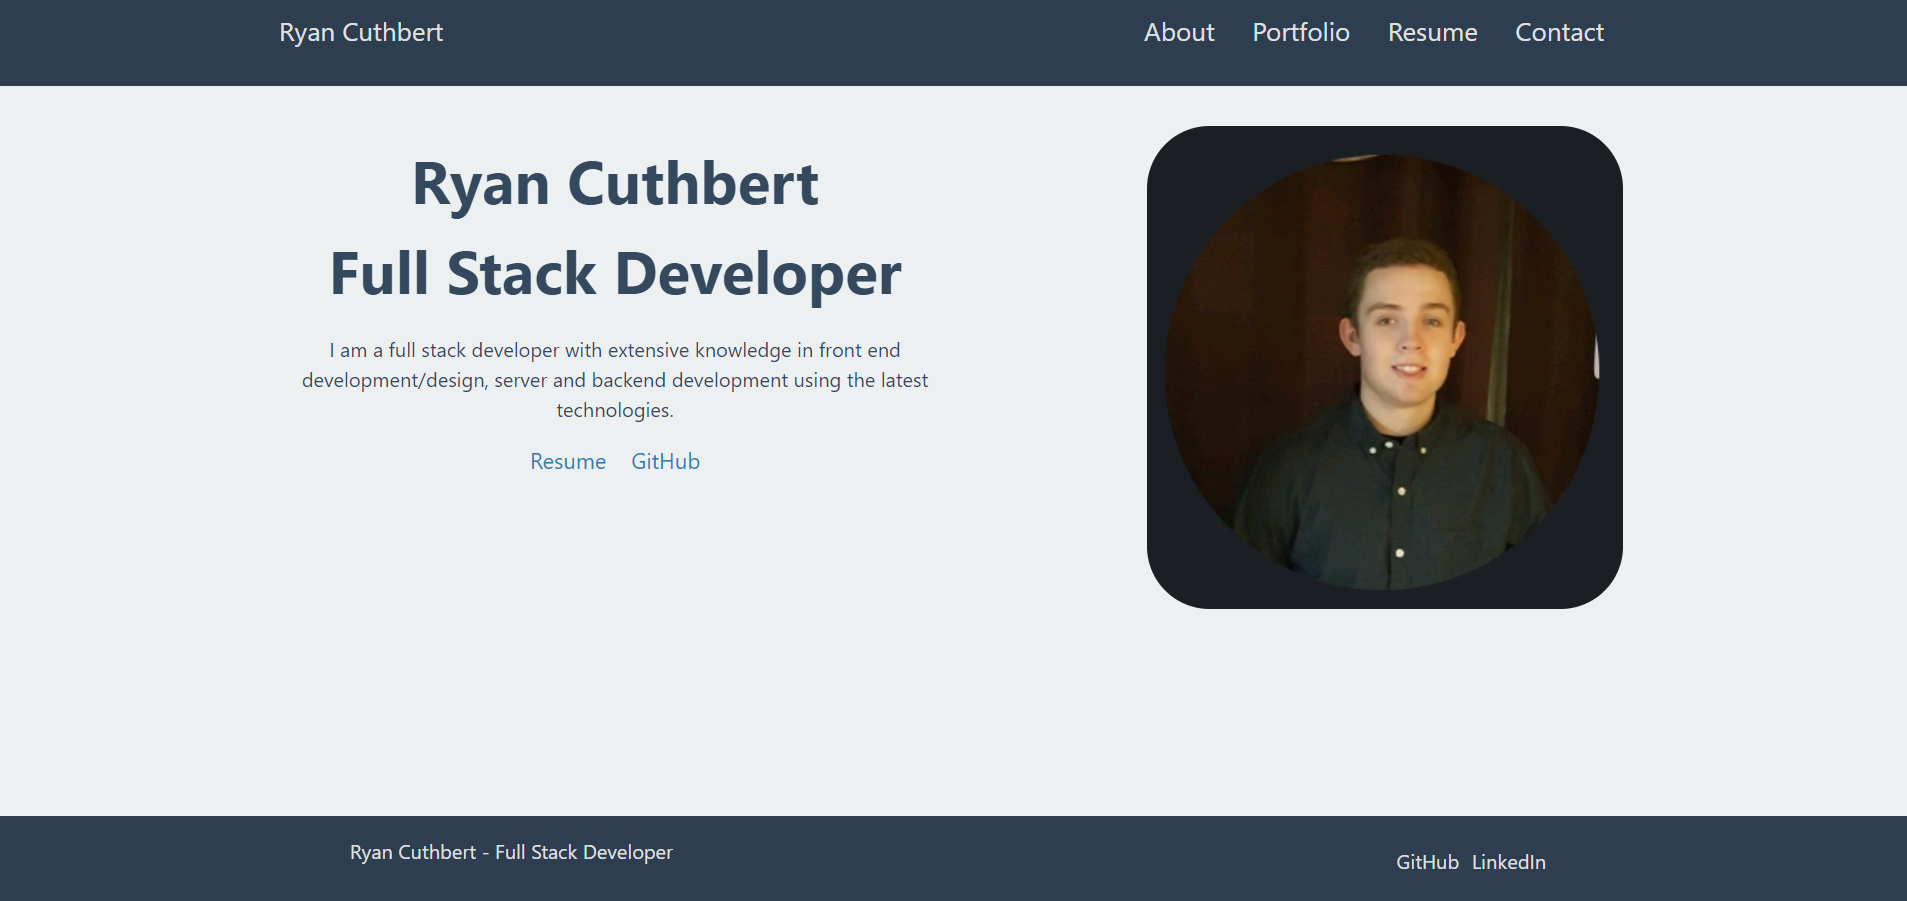 Ryan Cuthbert
About Portfolio Resume Contact
Ryan Cuthbert
Full Stack Developer
I am a full stack developer with extensive knowledge in front end
development/design, server and backend development using the latest
technologies.
Resume GitHub
Ryan Cuthbert - Full Stack Developer
GitHub LinkedIn